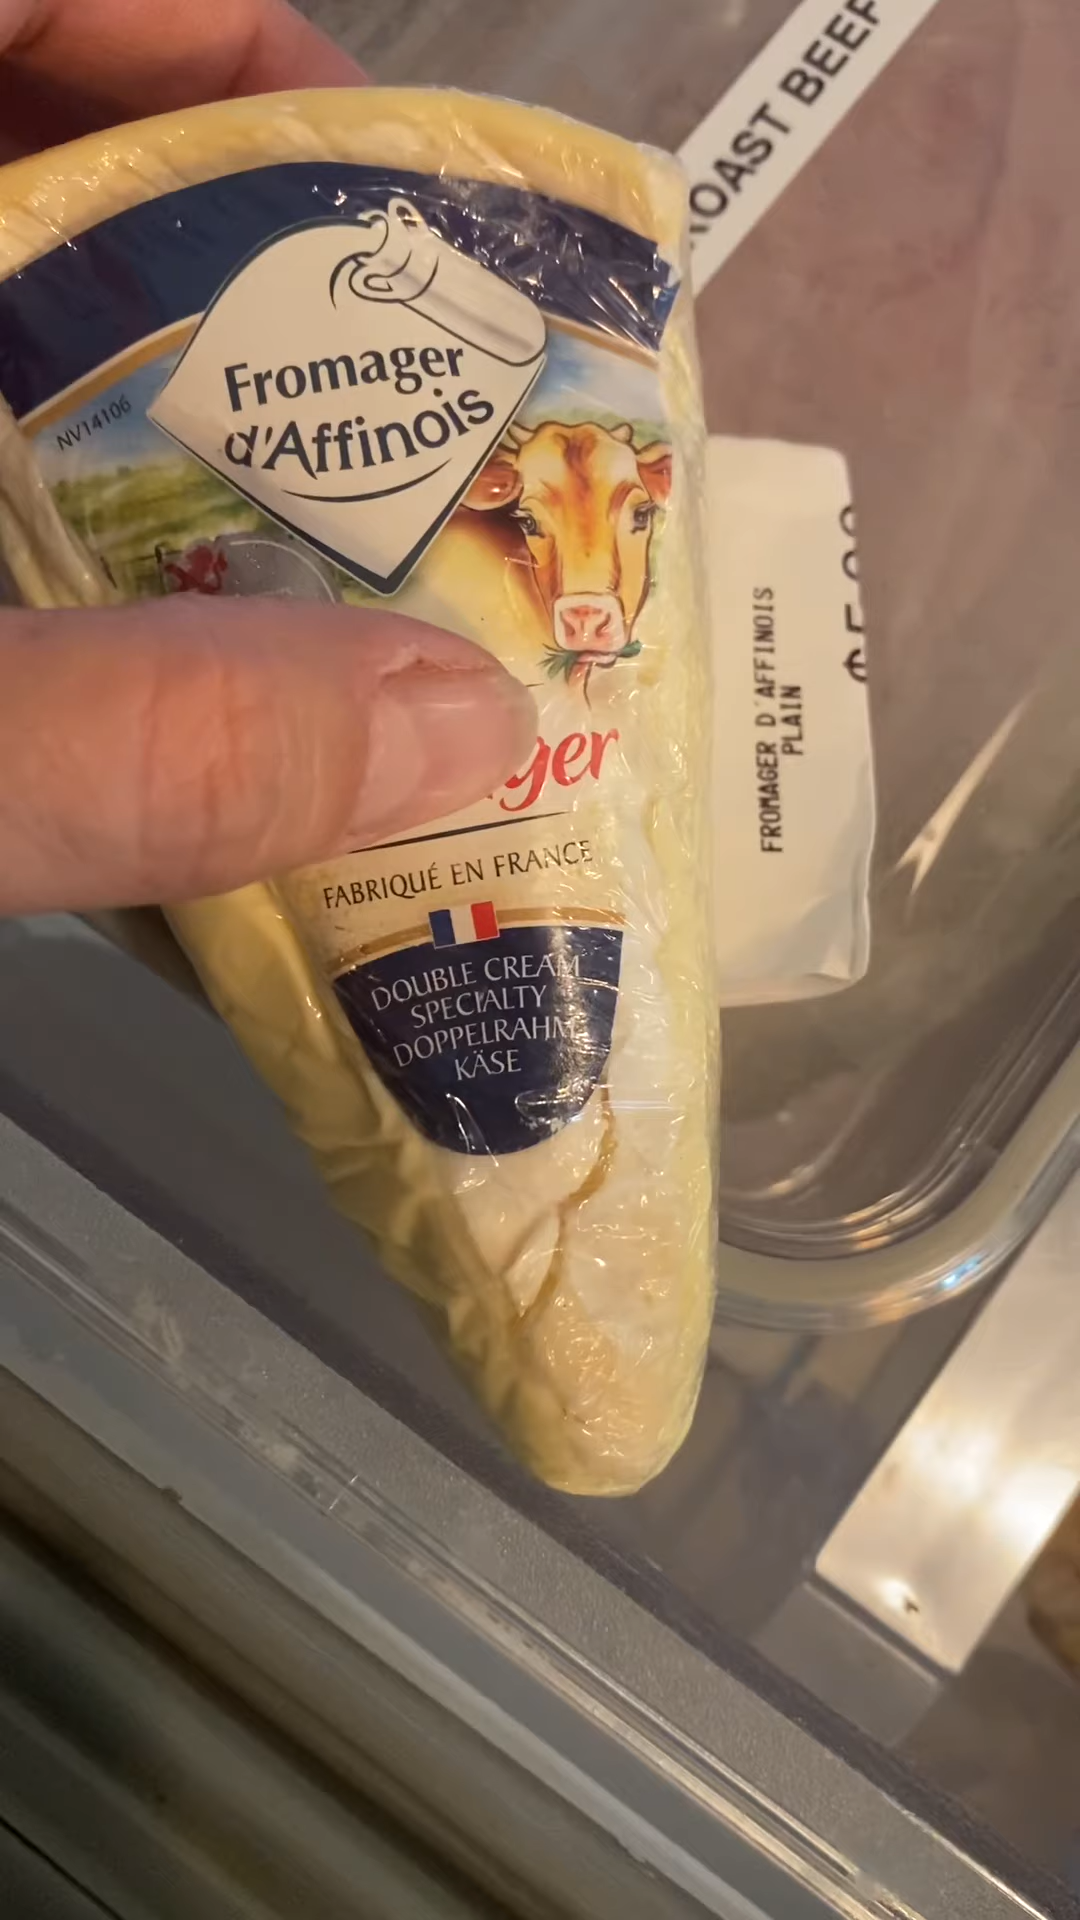 ROAST BEEF
Fromager
d'Affinois
NV14106
FROMAGER D'AFFINOIS
PLAIN
FABRIQUÉ EN FRANCE
DOUBLE CREAM
SPECIALTY
DOPPELRAHM
KÄSE